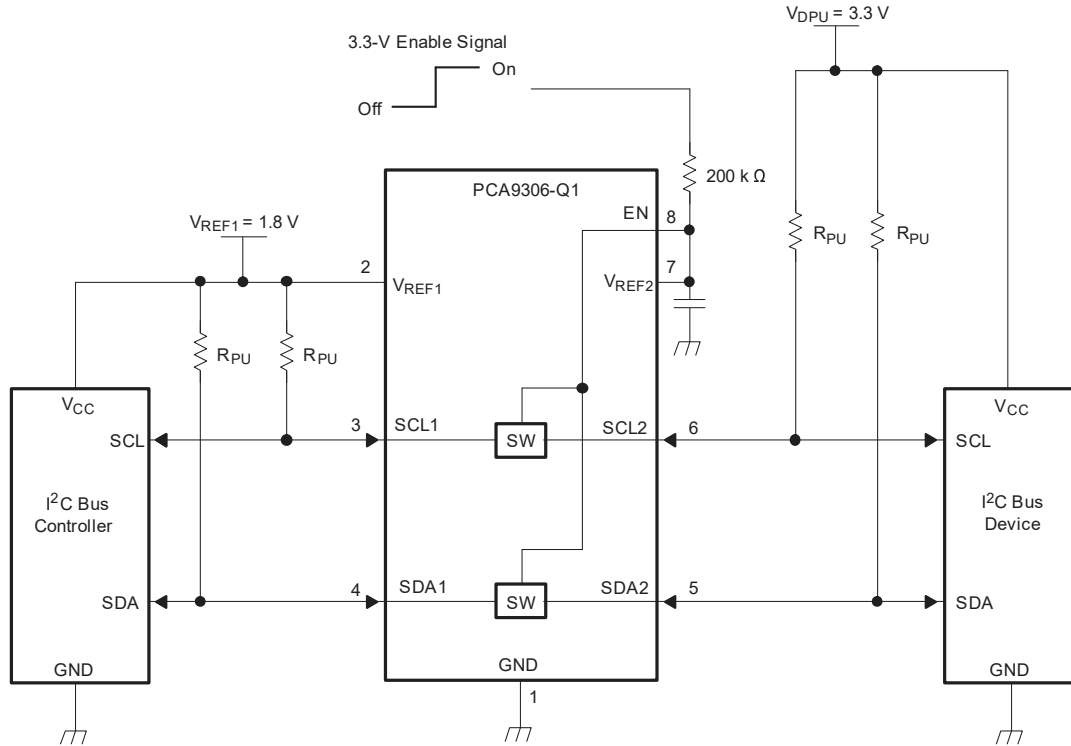 V_DPU = 3.3 V
3.3-V Enable Signal
On
Off
200 k Ω
PCA9306-Q1
EN
8
R_PU
R_PU
V_REF1 = 1.8 V
2
7
V_REF1
V_REF2
R_PU
R_PU
V_CC
V_CC
SCL
3
SCL1
SW
SCL2
6
SCL
I²C Bus
Controller
I²C Bus
Device
SDA
4
SDA1
SW
SDA2
5
SDA
GND
GND
1
GND